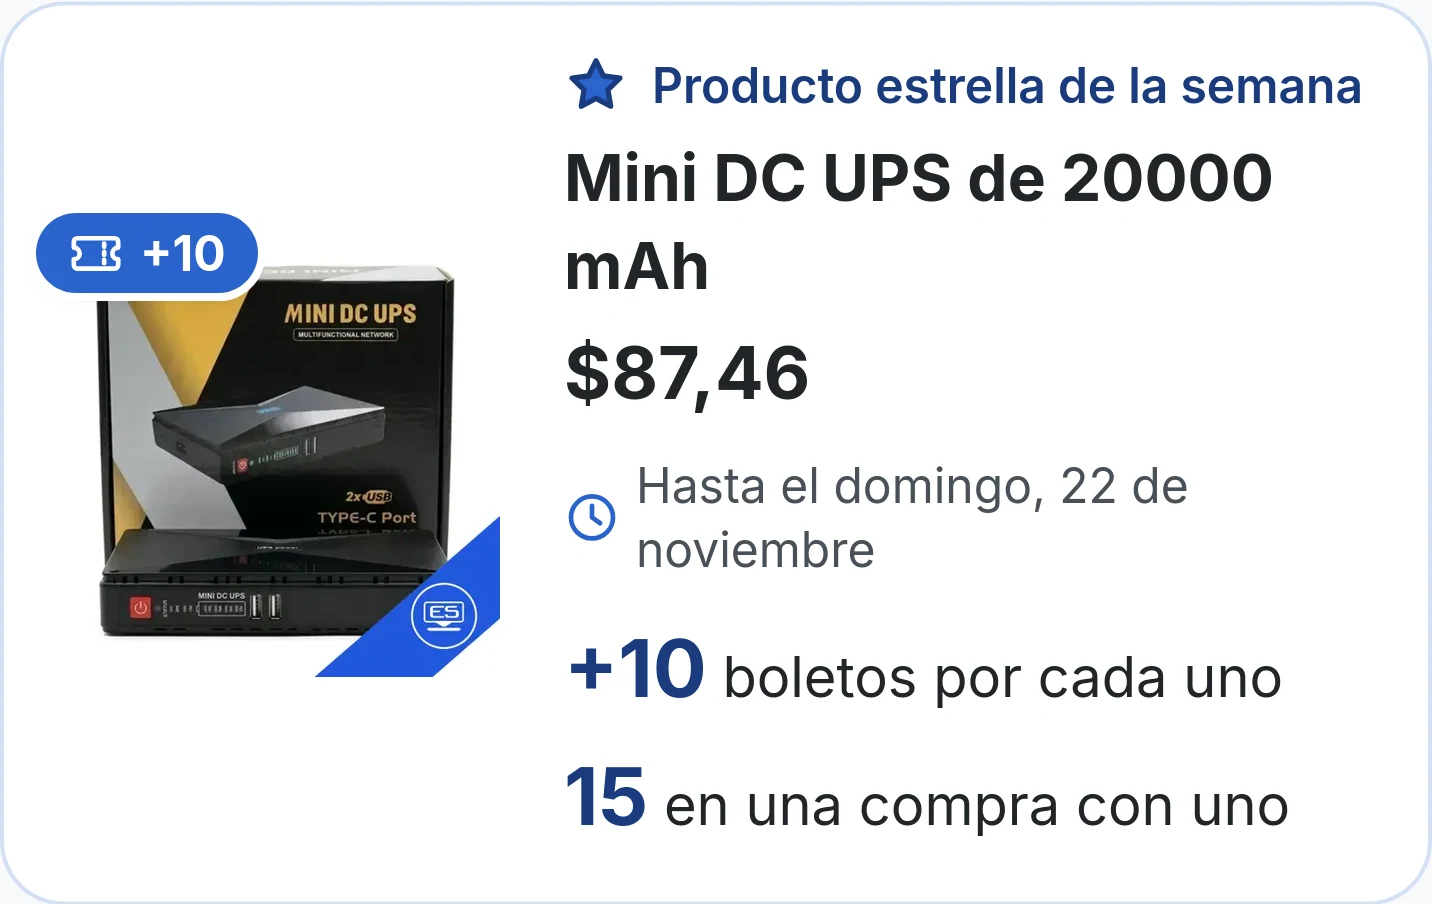 Producto estrella de la semana
Mini DC UPS de 20000
mAh
$87,46
Hasta el domingo, 22 de
noviembre
+10 boletos por cada uno
15 en una compra con uno
+10
MINI DC UPS
MULTIFUNCTIONAL NETWORK
2x USB
TYPE-C Port
MINI DC UPS
ES